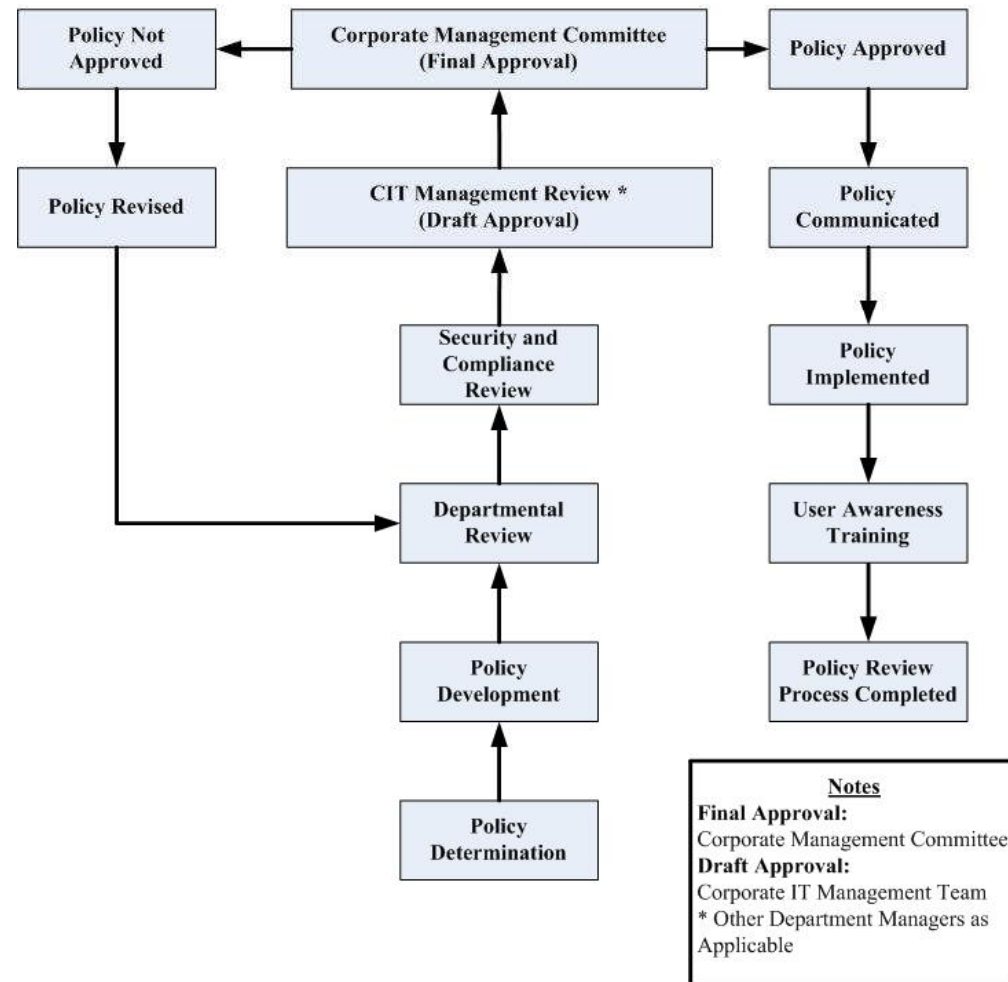 Policy Not
Approved
Corporate Management Committee
(Final Approval)
Policy Approved
Policy Revised
CIT Management Review *
(Draft Approval)
Policy
Communicated
Security and
Compliance
Review
Policy
Implemented
Departmental
Review
User Awareness
Training
Policy
Development
Policy Review
Process Completed
Policy
Determination
Notes
Final Approval:
Corporate Management Committee
Draft Approval:
Corporate IT Management Team
* Other Department Managers as
Applicable